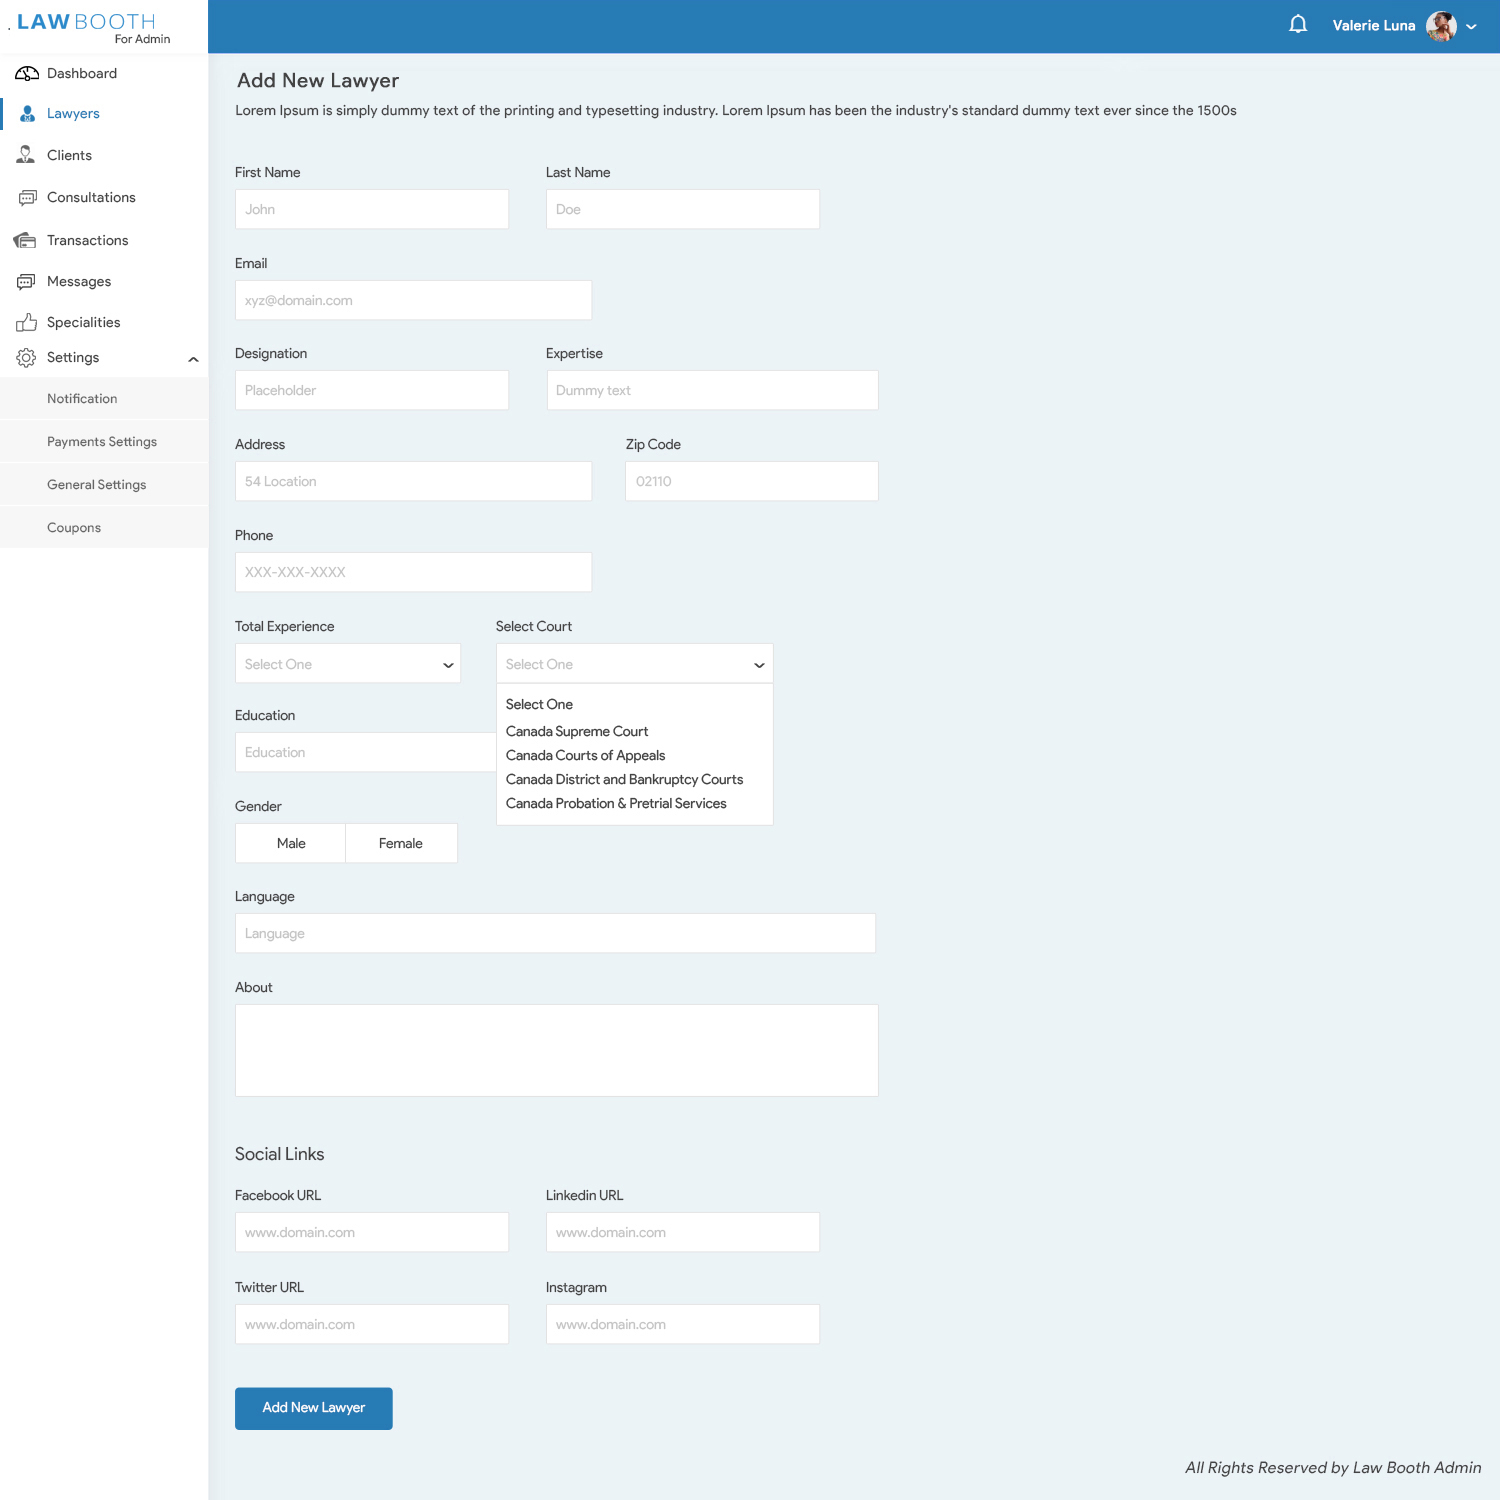 . LAW BOOTH
For Admin
Valerie Luna
Dashboard
Lawyers
Clients
Consultations
Transactions
Messages
Specialities
Settings
Notification
Payments Settings
General Settings
Coupons
Add New Lawyer
Lorem Ipsum is simply dummy text of the printing and typesetting industry. Lorem Ipsum has been the industry's standard dummy text ever since the 1500s
First Name
Last Name
John
Doe
Email
xyz@domain.com
Designation
Expertise
Placeholder
Dummy text
Address
Zip Code
54 Location
02110
Phone
XXX-XXX-XXXX
Total Experience
Select Court
Select One
Select One
Select One
Canada Supreme Court
Canada Courts of Appeals
Canada District and Bankruptcy Courts
Canada Probation & Pretrial Services
Education
Education
Gender
Male
Female
Language
Language
About
Social Links
Facebook URL
Linkedin URL
www.domain.com
www.domain.com
Twitter URL
Instagram
www.domain.com
www.domain.com
Add New Lawyer
All Rights Reserved by Law Booth Admin